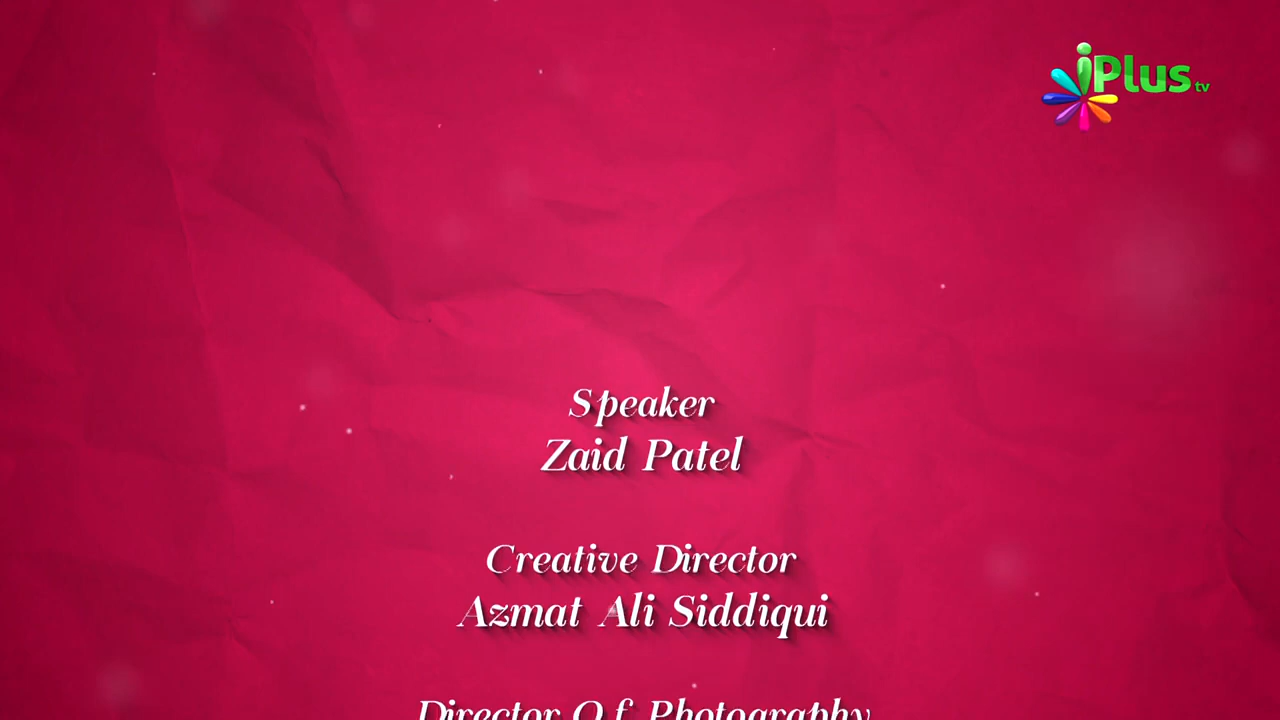 iPlus tv
Speaker
Zaid Patel
Creative Director
Azmat Ali Siddiqui
Director Of Photography